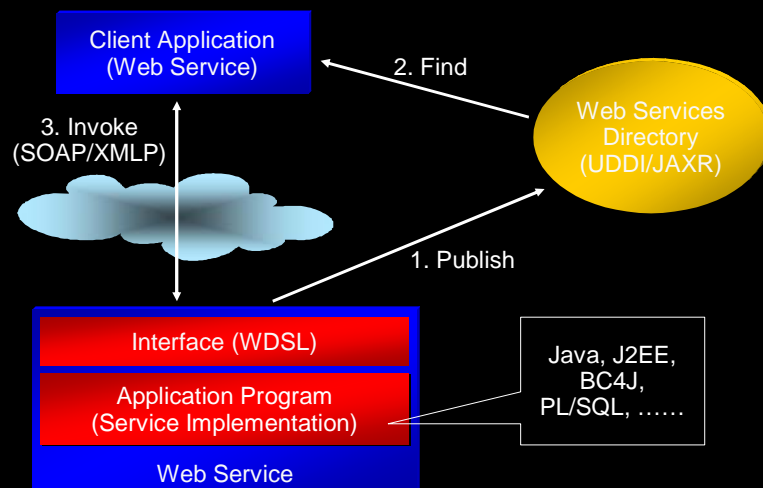 Client Application
(Web Service)
2. Find
3. Invoke
(SOAP/XMLP)
Web Services
Directory
(UDDI/JAXR)
1. Publish
Interface (WDSL)
Application Program
(Service Implementation)
Web Service
Java, J2EE,
BC4J,
PL/SQL, ......